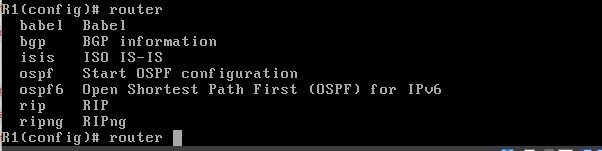 R1(config)# router
babel Babel
bgp BGP information
isis ISO IS-IS
ospf Start OSPF configuration
ospf6 Open Shortest Path First (OSPF) for IPv6
rip RIP
ripng RIPng
R1(config)# router